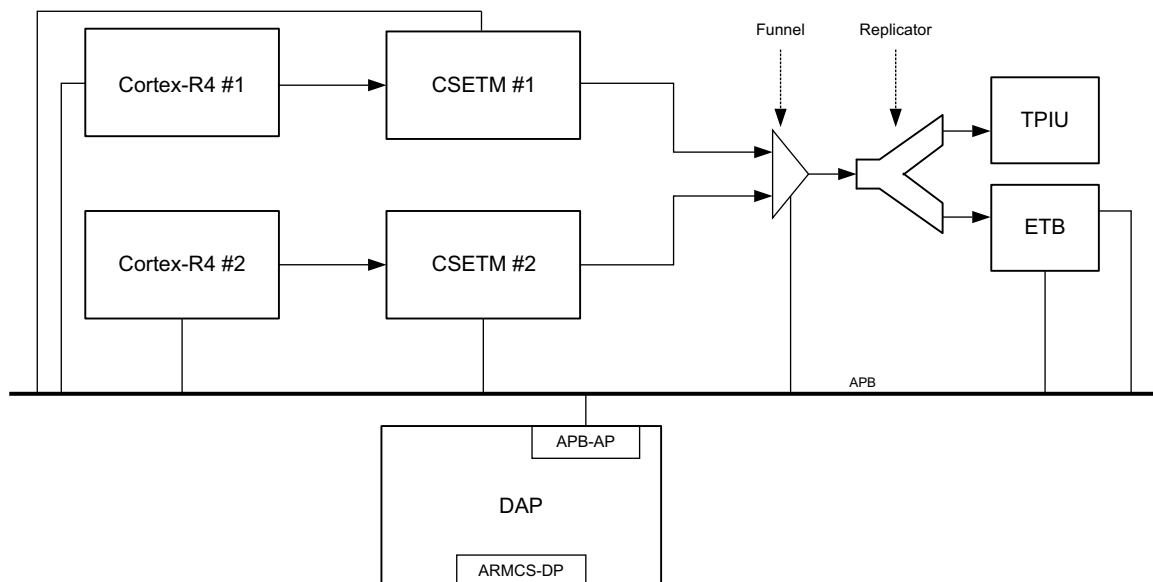 Funnel
Replicator
Cortex-R4 #1
CSETM #1
TPIU
Cortex-R4 #2
CSETM #2
ETB
APB
APB-AP
DAP
ARMCS-DP